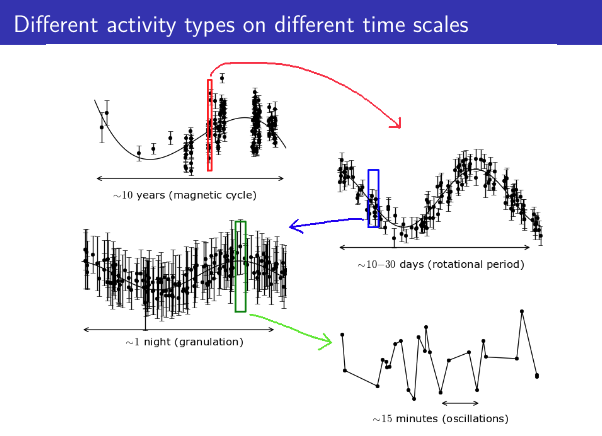 Different activity types on different time scales
~10 years (magnetic cycle)
~10−30 days (rotational period)
~1 night (granulation)
~15 minutes (oscillations)